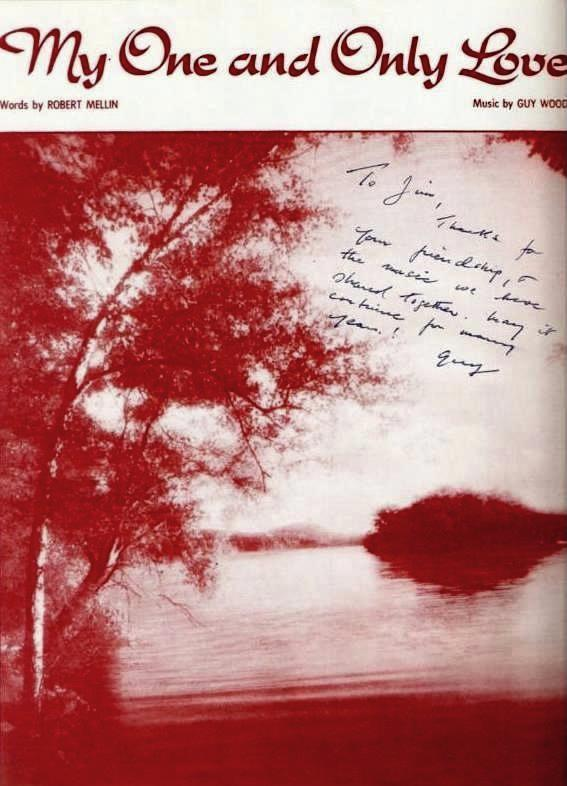 My One and Only Love
Words by ROBERT MELLIN
Music by GUY WOOD
To Jim,
Thanks for
your friendship, &
the music we have
shared together. May it
continue for many
years!
Guy